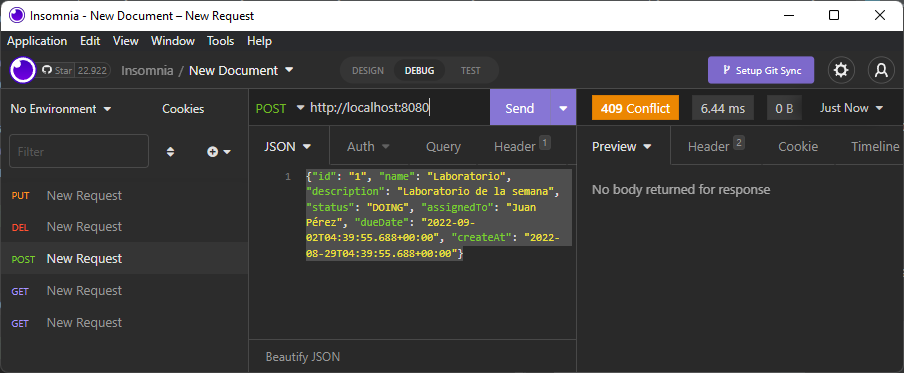 Insomnia - New Document – New Request
Application Edit View Window Tools Help
Star 22.922 Insomnia / New Document DESIGN DEBUG TEST Setup Git Sync
No Environment Cookies POST http://localhost:8080 Send 409 Conflict 6.44 ms 0 B Just Now
Filter JSON Auth Query Header 1 Preview Header 2 Cookie Timeline
PUT New Request
DEL New Request
POST New Request
GET New Request
GET New Request
1 {"id": "1", "name": "Laboratorio",
"description": "Laboratorio de la semana",
"status": "DOING", "assignedTo": "Juan
Pérez", "dueDate": "2022-09-
02T04:39:55.688+00:00", "createAt": "2022-
08-29T04:39:55.688+00:00"}
Beautify JSON
No body returned for response